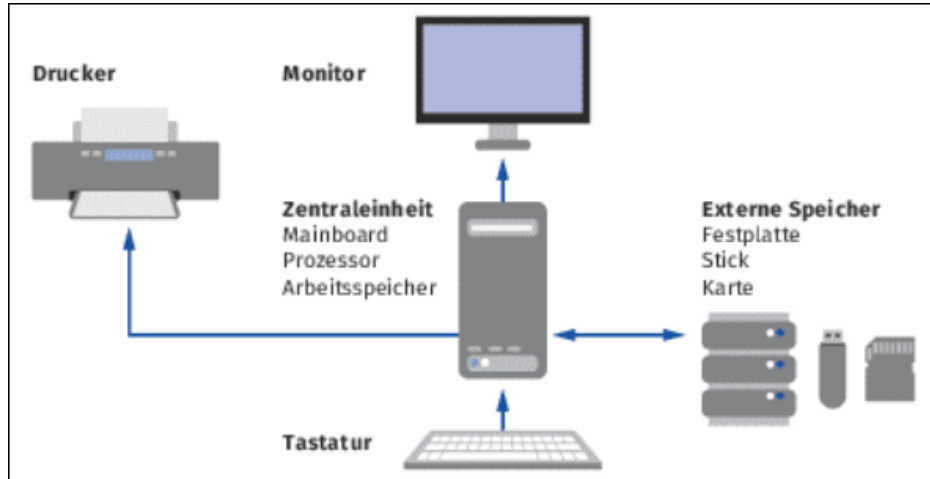 Drucker
Monitor
Zentraleinheit
Mainboard
Prozessor
Arbeitsspeicher
Externe Speicher
Festplatte
Stick
Karte
Tastatur